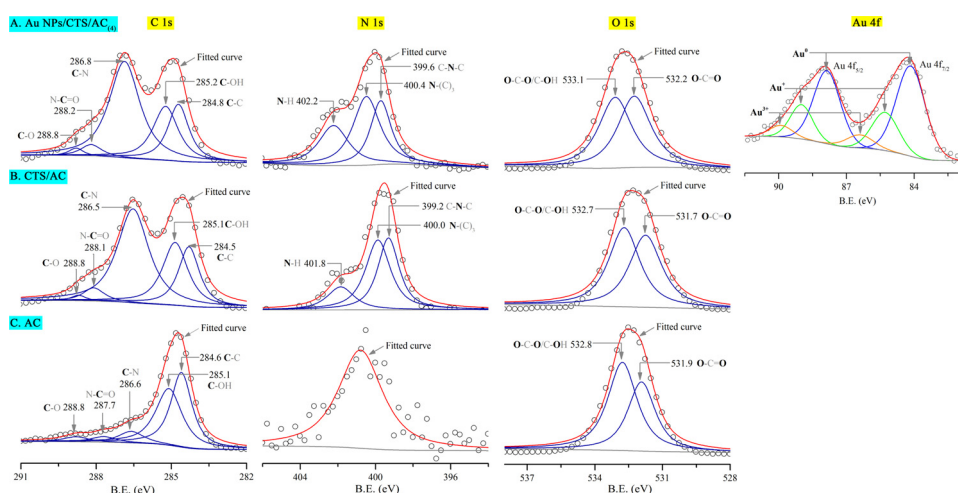 A. Au NPs/CTS/AC(4)
C 1s
N 1s
O 1s
Au 4f
286.8
C-N
Fitted curve
285.2 C-OH
284.8 C-C
N-C=O
288.2
C-O 288.8
Fitted curve
399.6 C-N-C
400.4 N-(C)3
N-H 402.2
Fitted curve
O-C-O/C-OH 533.1
532.2 O-C=O
Au0
Au 4f5/2
Au 4f7/2
Au+
Au3+
90
87
84
B.E. (eV)
B. CTS/AC
C-N
286.5
Fitted curve
285.1C-OH
284.5
C-C
N-C=O
288.1
C-O 288.8
Fitted curve
399.2 C-N-C
400.0 N-(C)3
N-H 401.8
Fitted curve
O-C-O/C-OH 532.7
531.7 O-C=O
C. AC
Fitted curve
284.6 C-C
285.1
C-OH
C-N
286.6
N-C=O
287.7
C-O 288.8
Fitted curve
Fitted curve
O-C-O/C-OH 532.8
531.9 O-C=O
291
288
285
282
B.E. (eV)
404
400
396
B.E. (eV)
537
534
531
528
B.E. (eV)